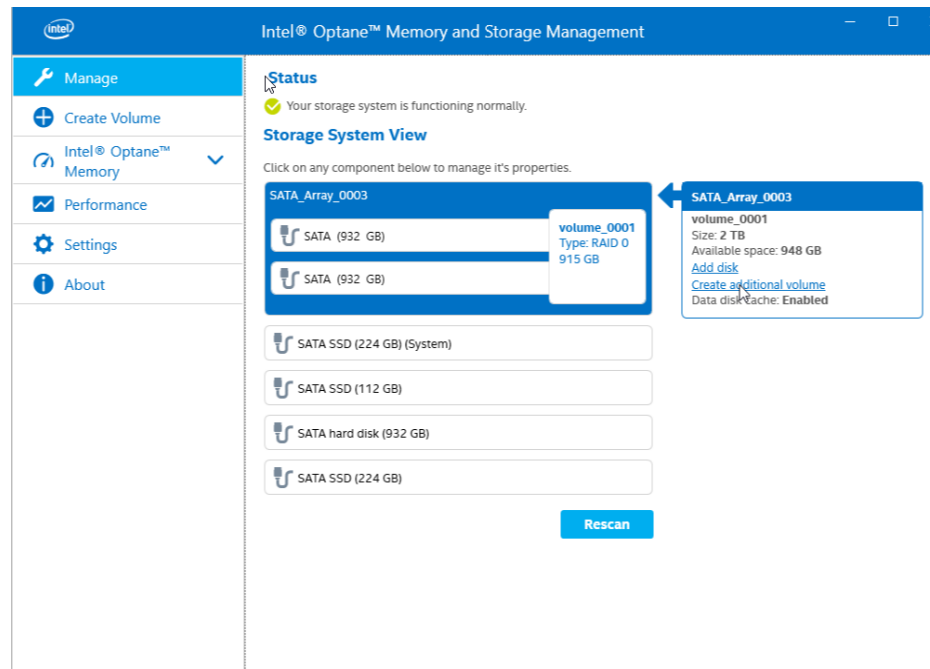 intel
Intel® Optane™ Memory and Storage Management
Manage
Create Volume
Intel® Optane™
Memory
Performance
Settings
About
Status
Your storage system is functioning normally.
Storage System View
Click on any component below to manage it's properties.
SATA_Array_0003
SATA (932 GB)
SATA (932 GB)
volume_0001
Type: RAID 0
915 GB
SATA SSD (224 GB) (System)
SATA SSD (112 GB)
SATA hard disk (932 GB)
SATA SSD (224 GB)
Rescan
SATA_Array_0003
volume_0001
Size: 2 TB
Available space: 948 GB
Add disk
Create additional volume
Data disk cache: Enabled